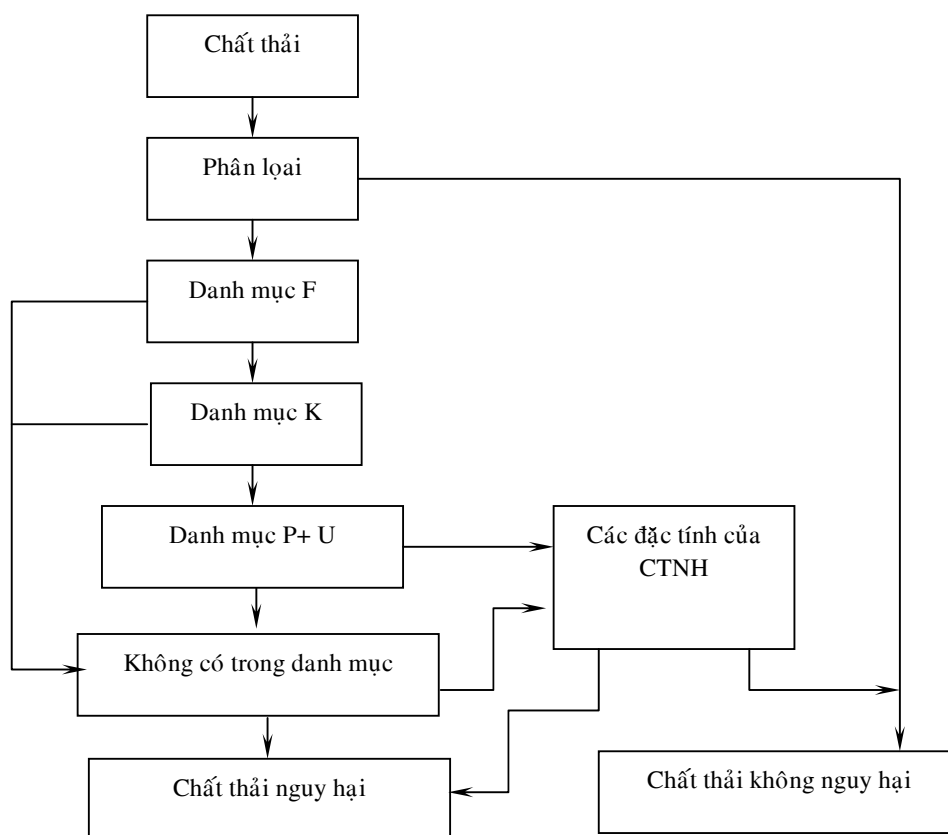 Chất thải
Phân lọai
Danh mục F
Danh mục K
Danh mục P+ U
Các đặc tính của
CTNH
Không có trong danh mục
Chất thải nguy hại
Chất thải không nguy hại